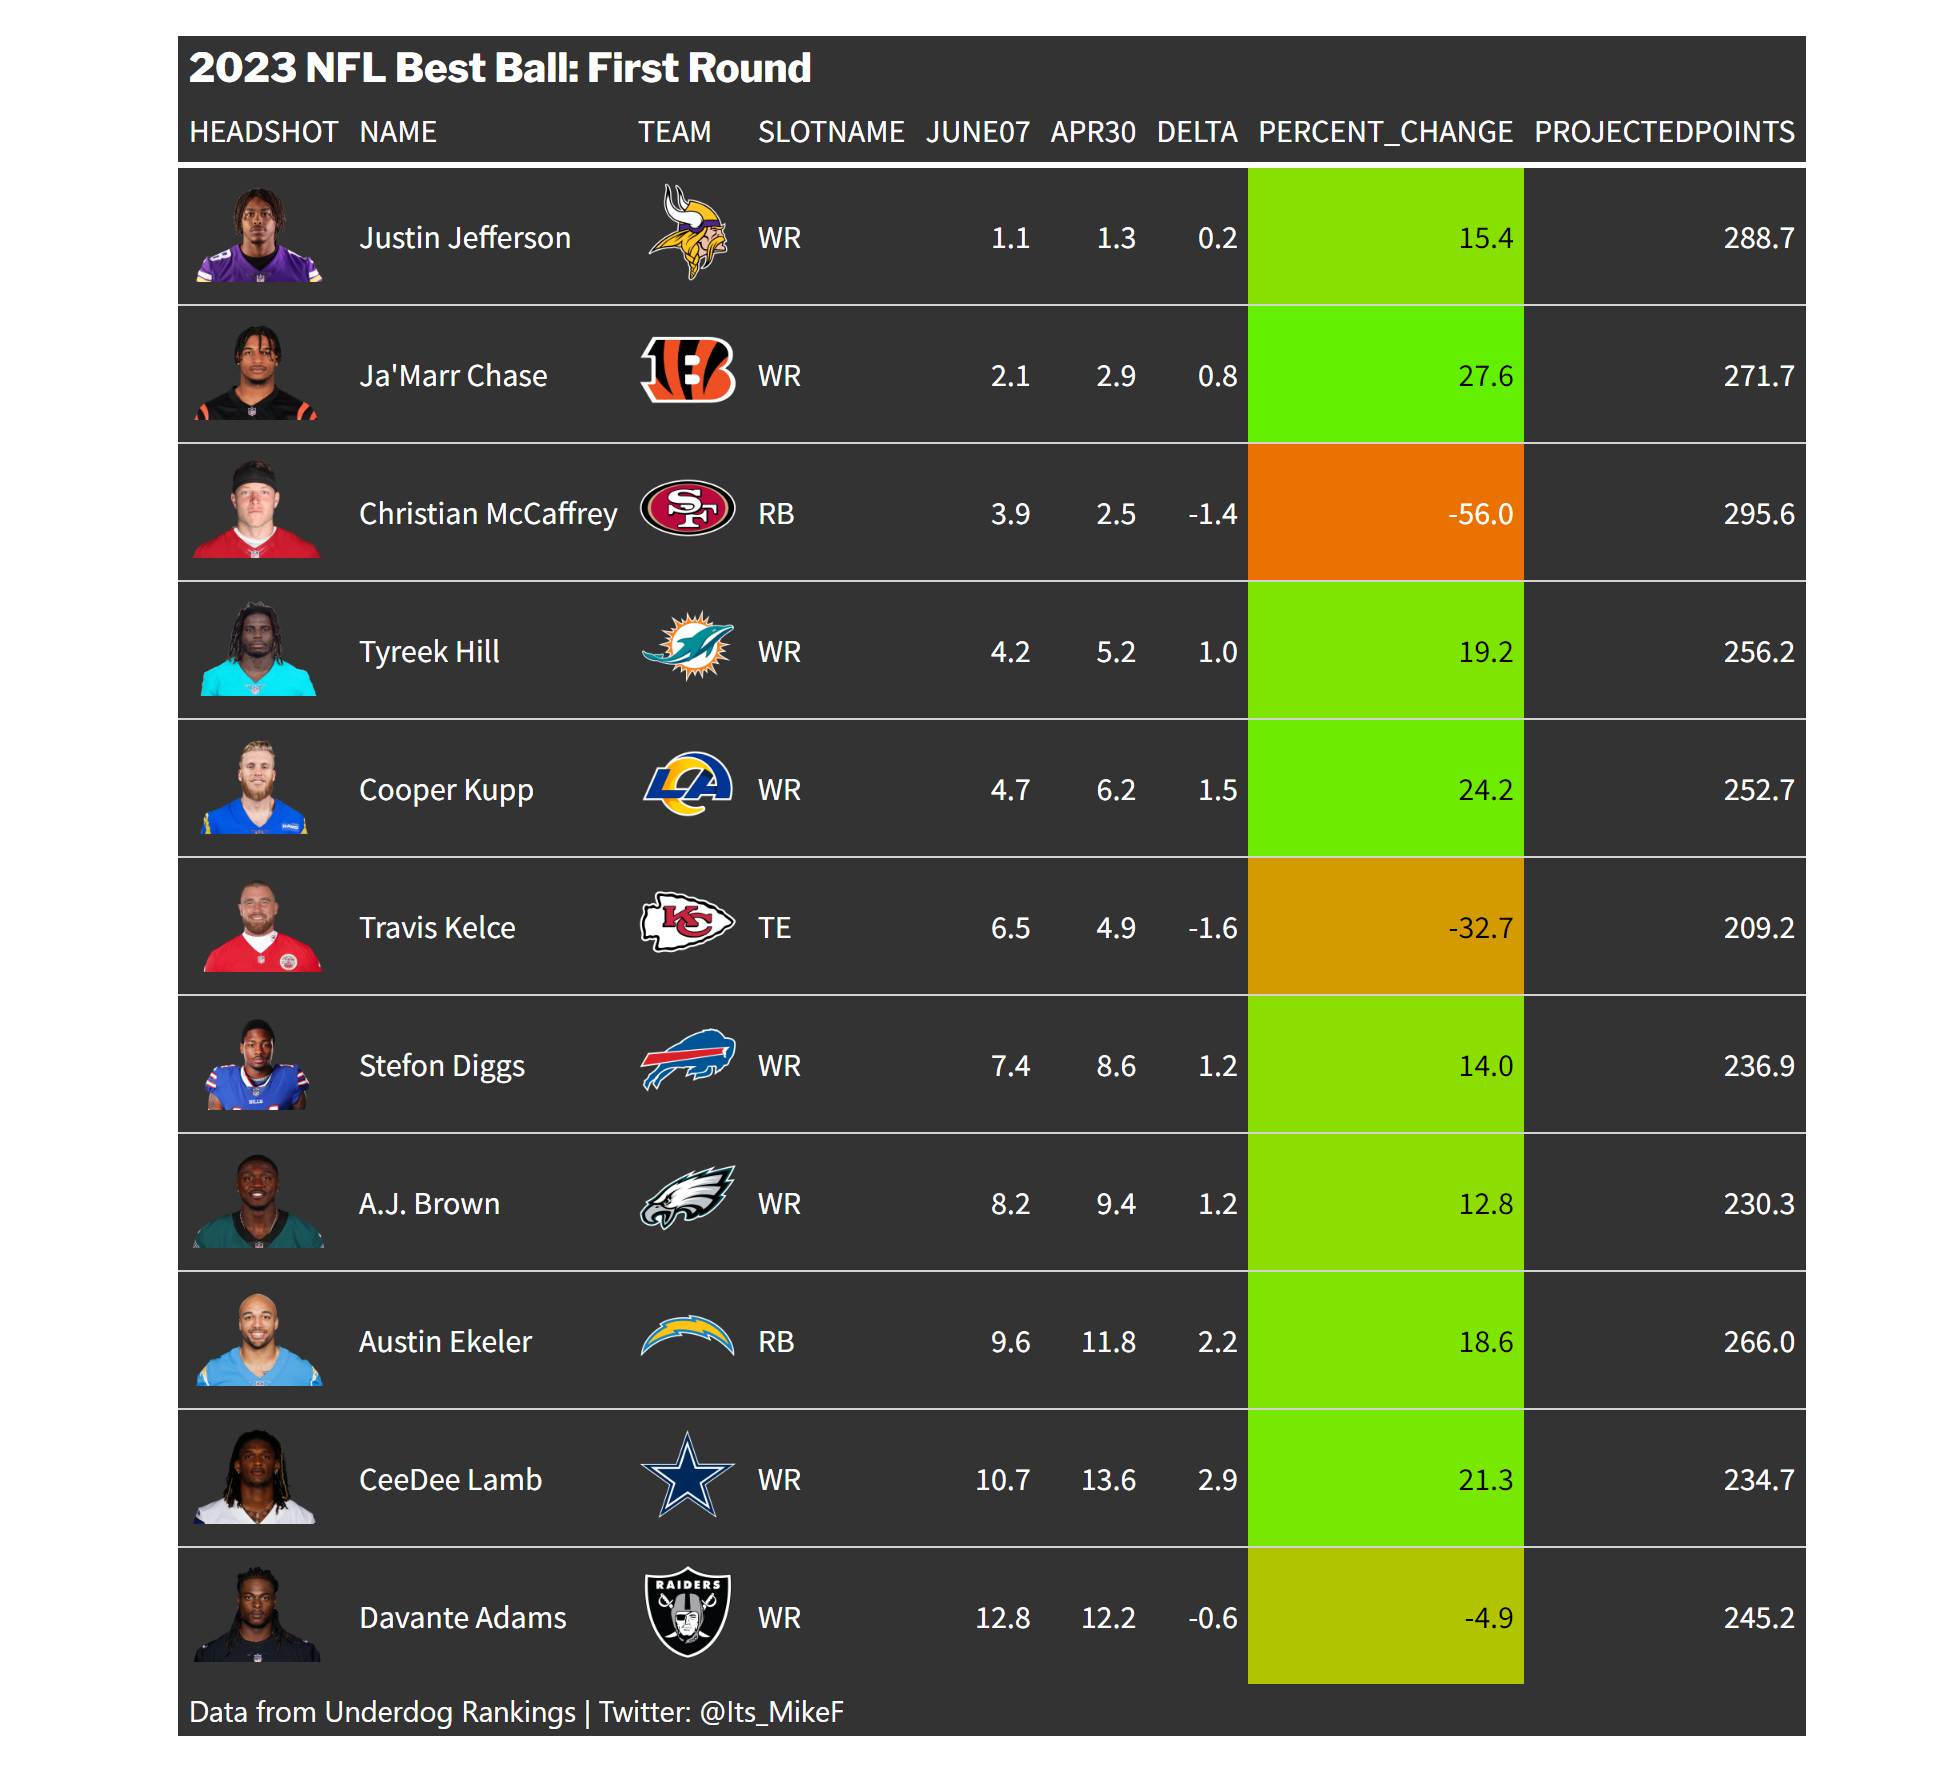 2023 NFL Best Ball: First Round
HEADSHOT NAME TEAM SLOTNAME JUNE07 APR30 DELTA PERCENT_CHANGE PROJECTEDPOINTS
Justin Jefferson WR 1.1 1.3 0.2 15.4 288.7
Ja'Marr Chase WR 2.1 2.9 0.8 27.6 271.7
Christian McCaffrey SF RB 3.9 2.5 -1.4 -56.0 295.6
Tyreek Hill WR 4.2 5.2 1.0 19.2 256.2
Cooper Kupp LA WR 4.7 6.2 1.5 24.2 252.7
Travis Kelce KC TE 6.5 4.9 -1.6 -32.7 209.2
Stefon Diggs WR 7.4 8.6 1.2 14.0 236.9
A.J. Brown WR 8.2 9.4 1.2 12.8 230.3
Austin Ekeler RB 9.6 11.8 2.2 18.6 266.0
CeeDee Lamb WR 10.7 13.6 2.9 21.3 234.7
Davante Adams RAIDERS WR 12.8 12.2 -0.6 -4.9 245.2
Data from Underdog Rankings | Twitter: @Its_MikeF